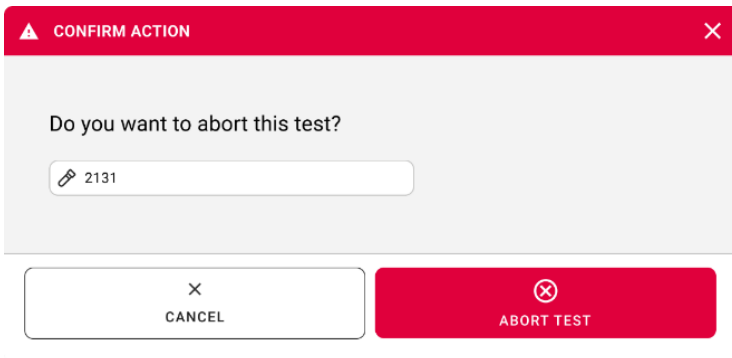 CONFIRM ACTION
Do you want to abort this test?
2131
CANCEL
ABORT TEST